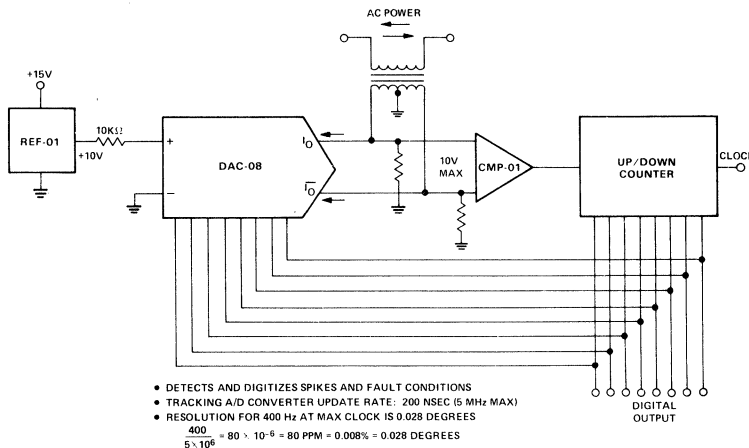 AC POWER
+15V
REF-01
10KΩ
+10V
+
−
DAC-08
I_O
I̅_O
10V
MAX
CMP-01
UP/DOWN
COUNTER
CLOCK
• DETECTS AND DIGITIZES SPIKES AND FAULT CONDITIONS
• TRACKING A/D CONVERTER UPDATE RATE: 200 NSEC (5 MHz MAX)
• RESOLUTION FOR 400 Hz AT MAX CLOCK IS 0.028 DEGREES
400
5 × 10⁶
= 80 × 10⁻⁶ = 80 PPM = 0.008% = 0.028 DEGREES
DIGITAL
OUTPUT